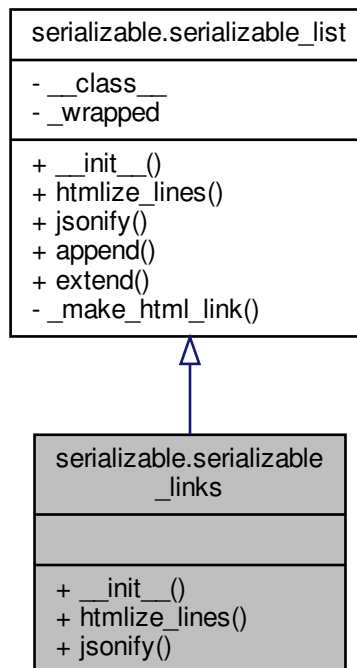 serializable.serializable_list
- __class__
- _wrapped
+ __init__()
+ htmlize_lines()
+ jsonify()
+ append()
+ extend()
- _make_html_link()
serializable.serializable
_links
+ __init__()
+ htmlize_lines()
+ jsonify()